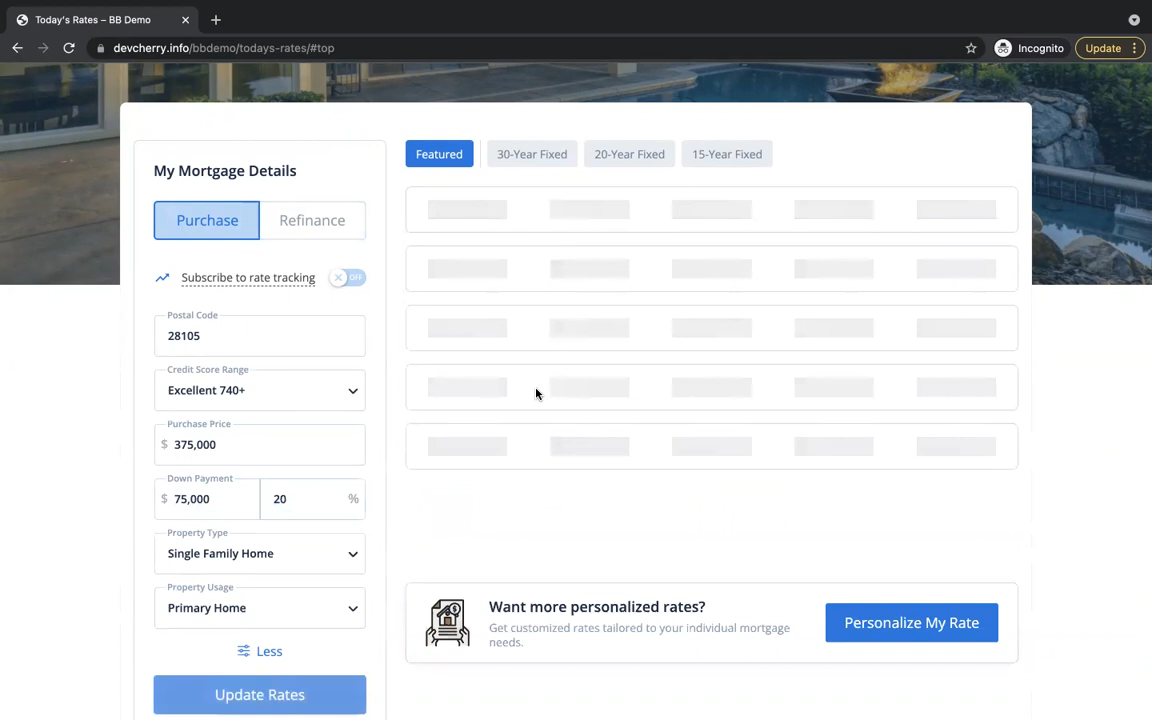 Today's Rates – BB Demo
devcherry.info/bbdemo/todays-rates/#top
Incognito
Update
My Mortgage Details
Purchase
Refinance
Subscribe to rate tracking
OFF
Postal Code
28105
Credit Score Range
Excellent 740+
Purchase Price
$ 375,000
Down Payment
$ 75,000 20 %
Property Type
Single Family Home
Property Usage
Primary Home
Less
Update Rates
Featured
30-Year Fixed
20-Year Fixed
15-Year Fixed
Want more personalized rates?
Get customized rates tailored to your individual mortgage
needs.
Personalize My Rate